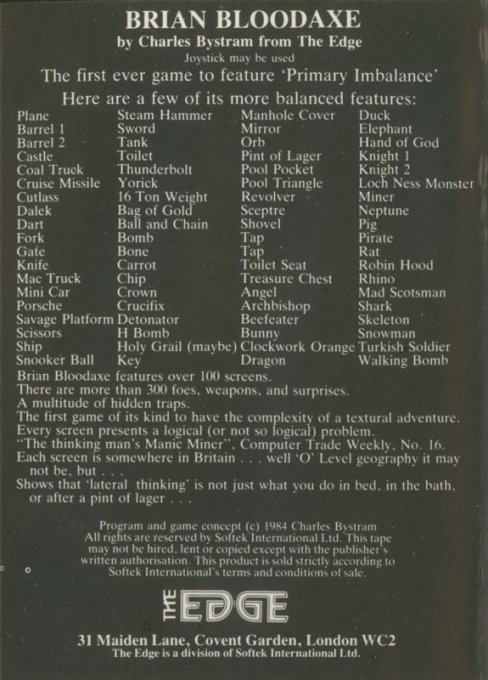 BRIAN BLOODAXE
by Charles Bystram from The Edge
Joystick may be used
The first ever game to feature 'Primary Imbalance'
Here are a few of its more balanced features:
Plane Steam Hammer Manhole Cover Duck
Barrel 1 Sword Mirror Elephant
Barrel 2 Tank Orb Hand of God
Castle Toilet Pint of Lager Knight 1
Coal Truck Thunderbolt Pool Pocket Knight 2
Cruise Missile Yorick Pool Triangle Loch Ness Monster
Cutlass 16 Ton Weight Revolver Miner
Dalek Bag of Gold Sceptre Neptune
Dart Ball and Chain Shovel Pig
Fork Bomb Tap Pirate
Gate Bone Tap Rat
Knife Carrot Toilet Seat Robin Hood
Mac Truck Chip Treasure Chest Rhino
Mini Car Crown Angel Mad Scotsman
Porsche Crucifix Archbishop Shark
Savage Platform Detonator Beefeater Skeleton
Scissors H Bomb Bunny Snowman
Ship Holy Grail (maybe) Clockwork Orange Turkish Soldier
Snooker Ball Key Dragon Walking Bomb
Brian Bloodaxe features over 100 screens.
There are more than 300 foes, weapons, and surprises.
A multitude of hidden traps.
The first game of its kind to have the complexity of a textural adventure.
Every screen presents a logical (or not so logical) problem.
"The thinking man's Manic Miner", Computer Trade Weekly, No. 16.
Each screen is somewhere in Britain . . . well 'O' Level geography it may
not be, but . . .
Shows that 'lateral thinking' is not just what you do in bed, in the bath,
or after a pint of lager . . .
Program and game concept (c) 1984 Charles Bystram
All rights are reserved by Softek International Ltd. This tape
may not be hired, lent or copied except with the publisher's
written authorisation. This product is sold strictly according to
Softek International's terms and conditions of sale.
THE EDGE
31 Maiden Lane, Covent Garden, London WC2
The Edge is a division of Softek International Ltd.